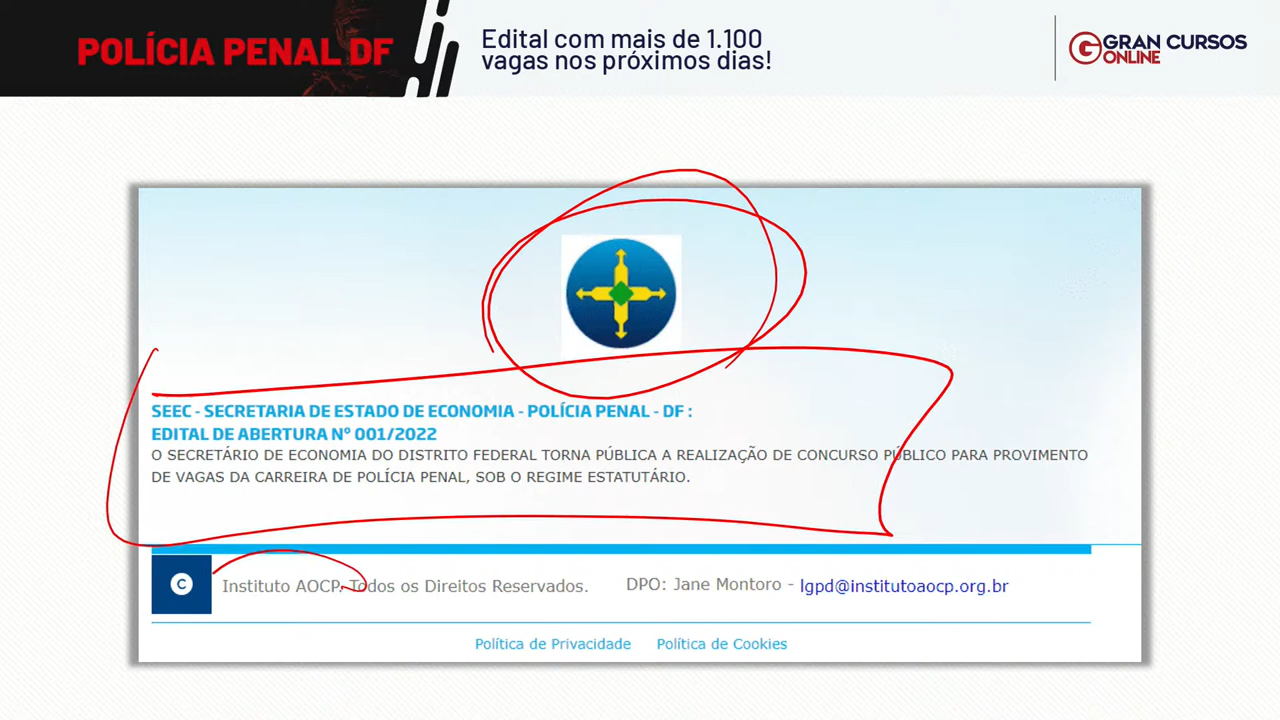 POLÍCIA PENAL DF
Edital com mais de 1.100
vagas nos próximos dias!
GRAN CURSOS
ONLINE
SEEC - SECRETARIA DE ESTADO DE ECONOMIA - POLÍCIA PENAL - DF :
EDITAL DE ABERTURA Nº 001/2022
O SECRETÁRIO DE ECONOMIA DO DISTRITO FEDERAL TORNA PÚBLICA A REALIZAÇÃO DE CONCURSO PÚBLICO PARA PROVIMENTO
DE VAGAS DA CARREIRA DE POLÍCIA PENAL, SOB O REGIME ESTATUTÁRIO.
C Instituto AOCP. Todos os Direitos Reservados. DPO: Jane Montoro - lgpd@institutoaocp.org.br
Política de Privacidade Política de Cookies